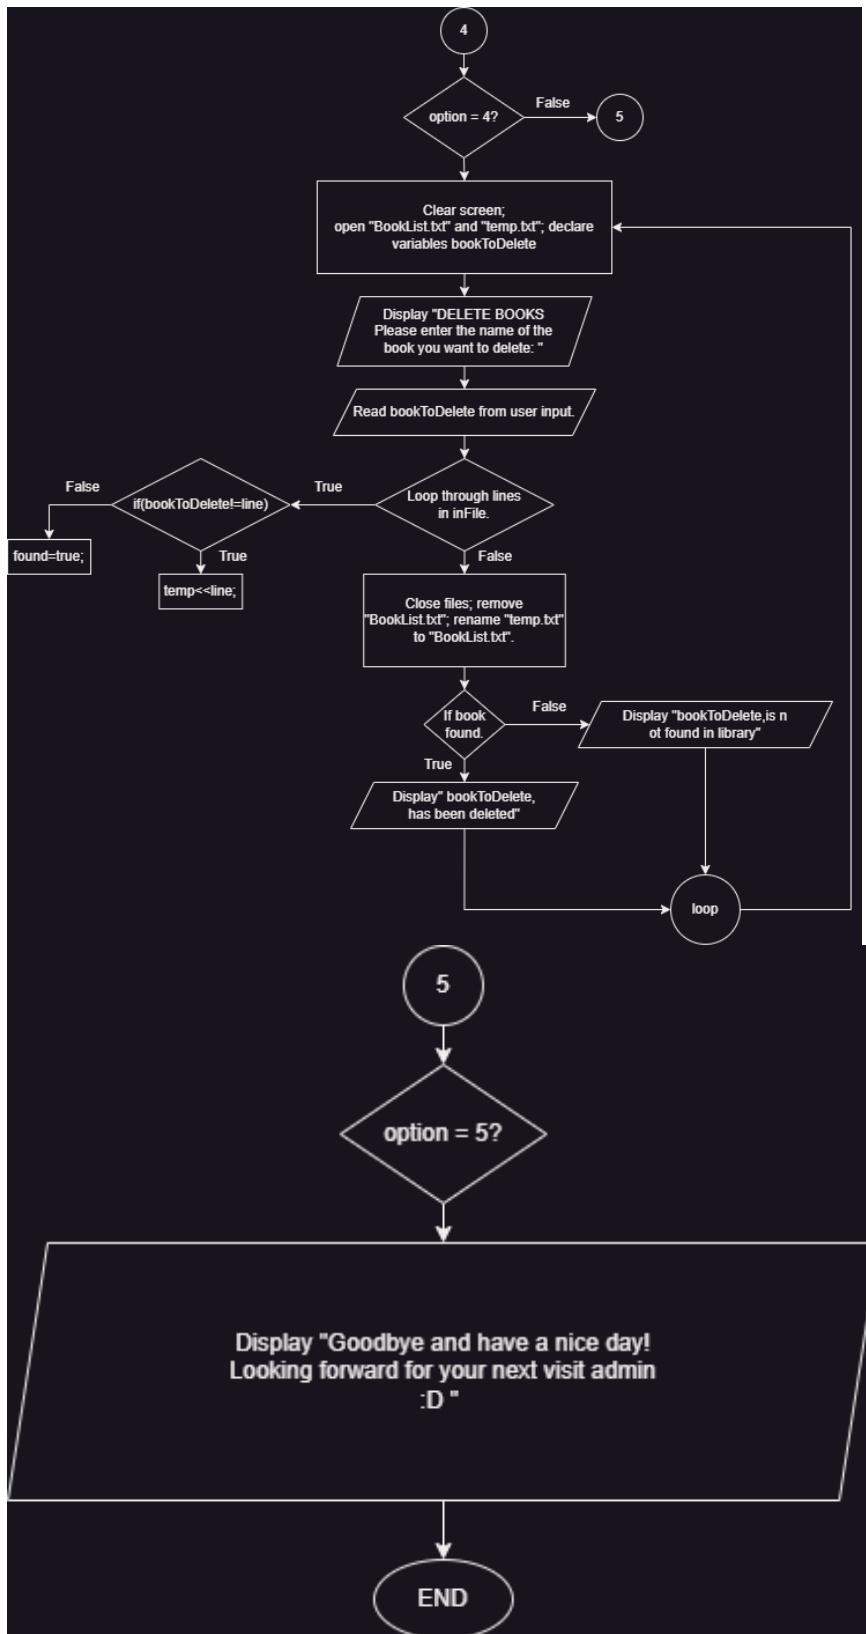 4
option = 4?
False
5
Clear screen;
open "BookList.txt" and "temp.txt"; declare
variables bookToDelete
Display "DELETE BOOKS
Please enter the name of the
book you want to delete: "
Read bookToDelete from user input.
Loop through lines
in inFile.
True
if(bookToDelete!=line)
False
found=true;
True
temp<<line;
False
Close files; remove
"BookList.txt"; rename "temp.txt"
to "BookList.txt".
If book
found.
False
Display "bookToDelete,is n
ot found in library"
True
Display" bookToDelete,
has been deleted"
loop
5
option = 5?
Display "Goodbye and have a nice day!
Looking forward for your next visit admin
:D "
END